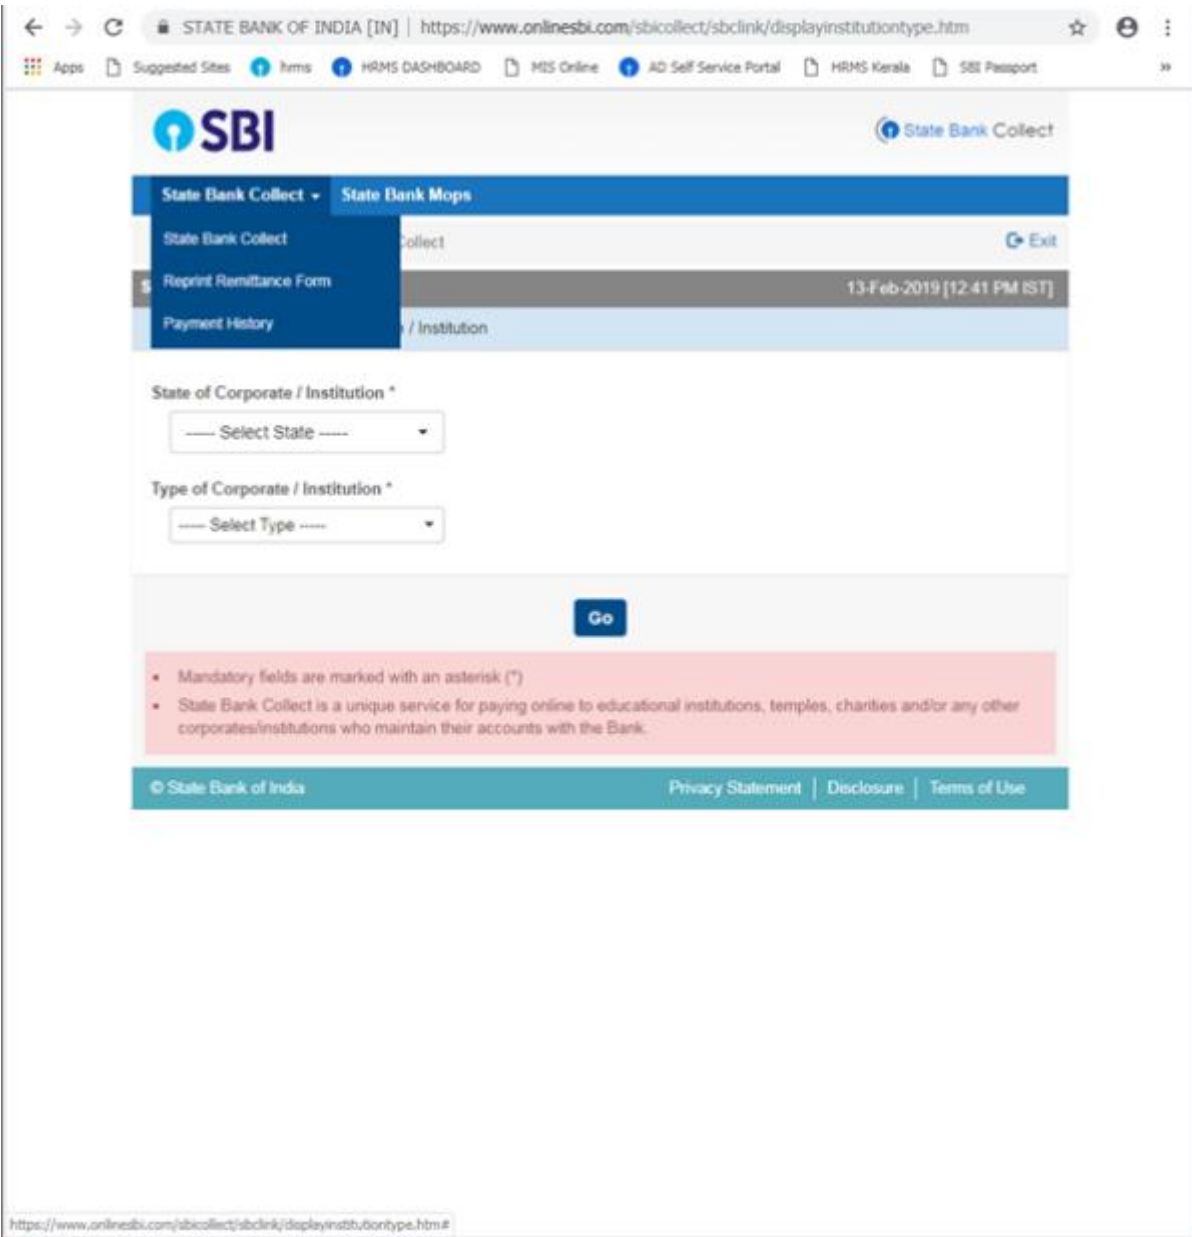 STATE BANK OF INDIA [IN] | https://www.onlinesbi.com/sbicollect/sbclink/displayinstitutiontype.htm
Apps Suggested Sites hrms HRMS DASHBOARD MIS Online AD Self Service Portal HRMS Kerala SBI Passport »
SBI
State Bank Collect
State Bank Collect State Bank Mops
State Bank Collect ollect Exit
Reprint Remittance Form
S 13-Feb-2019 [12:41 PM IST]
Payment History / Institution
State of Corporate / Institution *
----- Select State -----
Type of Corporate / Institution *
----- Select Type -----
Go
• Mandatory fields are marked with an asterisk (*)
• State Bank Collect is a unique service for paying online to educational institutions, temples, charities and/or any other
corporates/institutions who maintain their accounts with the Bank.
© State Bank of India Privacy Statement | Disclosure | Terms of Use
https://www.onlinesbi.com/sbicollect/sbclink/displayinstitutiontype.htm#